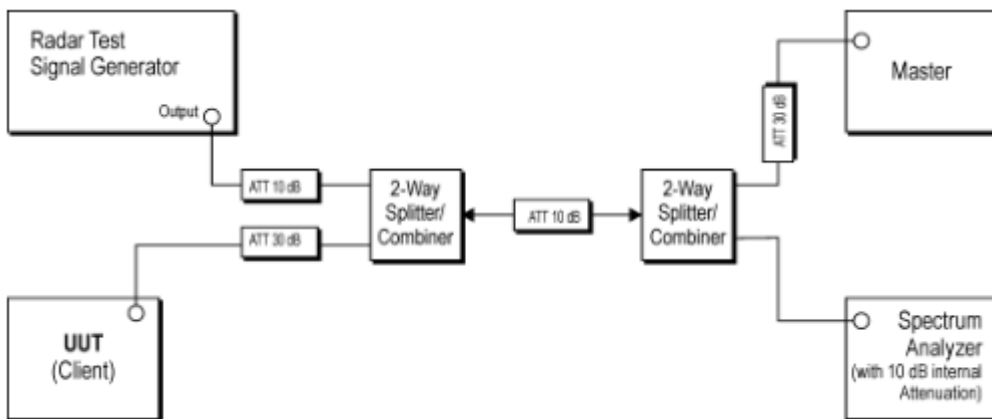 Radar Test
Signal Generator
Output
ATT 10 dB
ATT 30 dB
2-Way
Splitter/
Combiner
ATT 10 dB
2-Way
Splitter/
Combiner
ATT 30 dB
Master
UUT
(Client)
Spectrum
Analyzer
(with 10 dB internal
Attenuation)